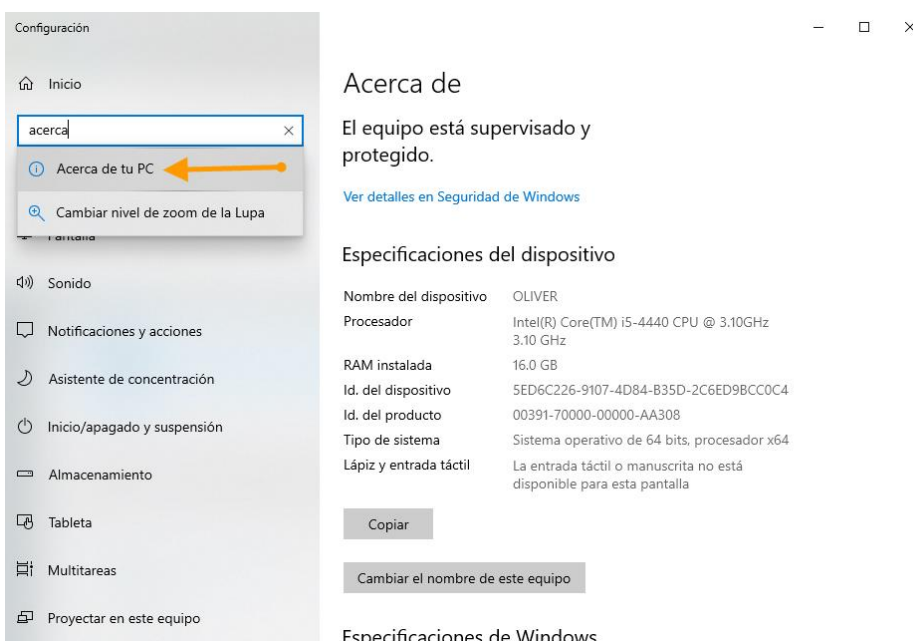 Configuración
Inicio
acerca
Acerca de tu PC
Cambiar nivel de zoom de la Lupa
Pantalla
Sonido
Notificaciones y acciones
Asistente de concentración
Inicio/apagado y suspensión
Almacenamiento
Tableta
Multitareas
Proyectar en este equipo
Acerca de
El equipo está supervisado y
protegido.
Ver detalles en Seguridad de Windows
Especificaciones del dispositivo
Nombre del dispositivo OLIVER
Procesador Intel(R) Core(TM) i5-4440 CPU @ 3.10GHz
3.10 GHz
RAM instalada 16.0 GB
Id. del dispositivo 5ED6C226-9107-4D84-B35D-2C6ED9BCC0C4
Id. del producto 00391-70000-00000-AA308
Tipo de sistema Sistema operativo de 64 bits, procesador x64
Lápiz y entrada táctil La entrada táctil o manuscrita no está
disponible para esta pantalla
Copiar
Cambiar el nombre de este equipo
Especificaciones de Windows